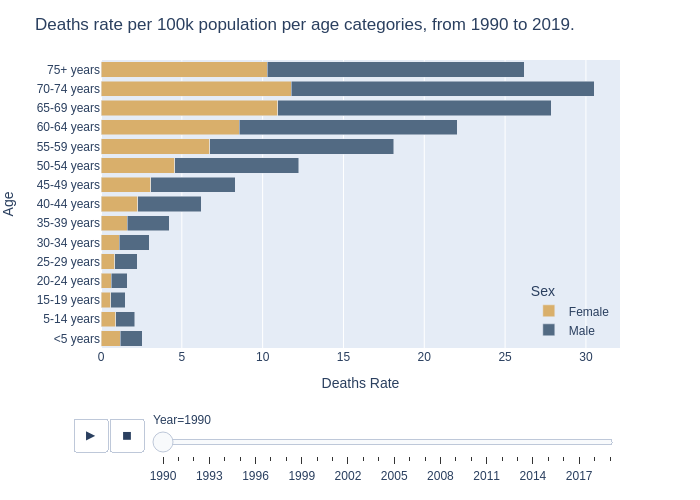 Deaths rate per 100k population per age categories, from 1990 to 2019.
75+ years
70-74 years
65-69 years
60-64 years
55-59 years
50-54 years
45-49 years
40-44 years
35-39 years
30-34 years
25-29 years
20-24 years
15-19 years
5-14 years
<5 years
Age
Sex
Female
Male
0 5 10 15 20 25 30
Deaths Rate
Year=1990
1990 1993 1996 1999 2002 2005 2008 2011 2014 2017